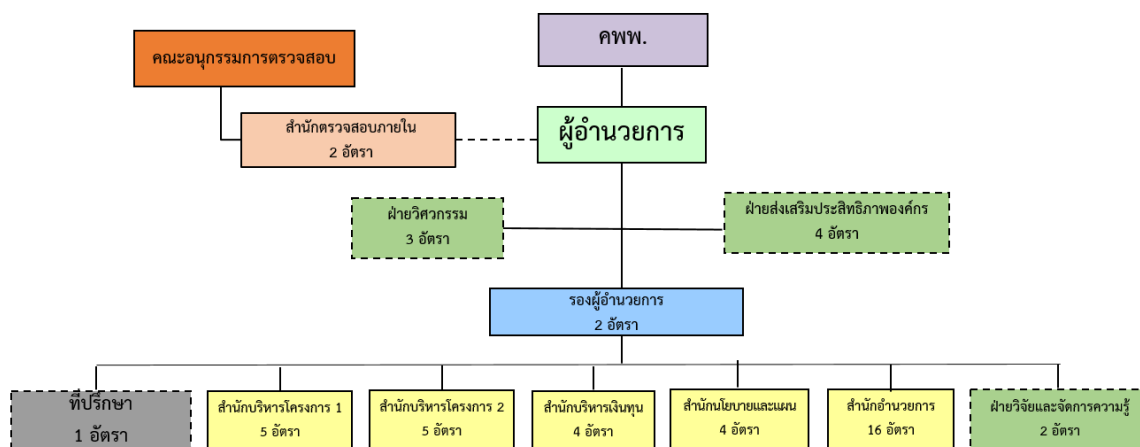 คพพ.
คณะอนุกรรมการตรวจสอบ
สำนักตรวจสอบภายใน
2 อัตรา
ผู้อำนวยการ
ฝ่ายวิศวกรรม
3 อัตรา
ฝ่ายส่งเสริมประสิทธิภาพองค์กร
4 อัตรา
รองผู้อำนวยการ
2 อัตรา
ที่ปรึกษา
1 อัตรา
สำนักบริหารโครงการ 1
5 อัตรา
สำนักบริหารโครงการ 2
5 อัตรา
สำนักบริหารเงินทุน
4 อัตรา
สำนักนโยบายและแผน
4 อัตรา
สำนักอำนวยการ
16 อัตรา
ฝ่ายวิจัยและจัดการความรู้
2 อัตรา